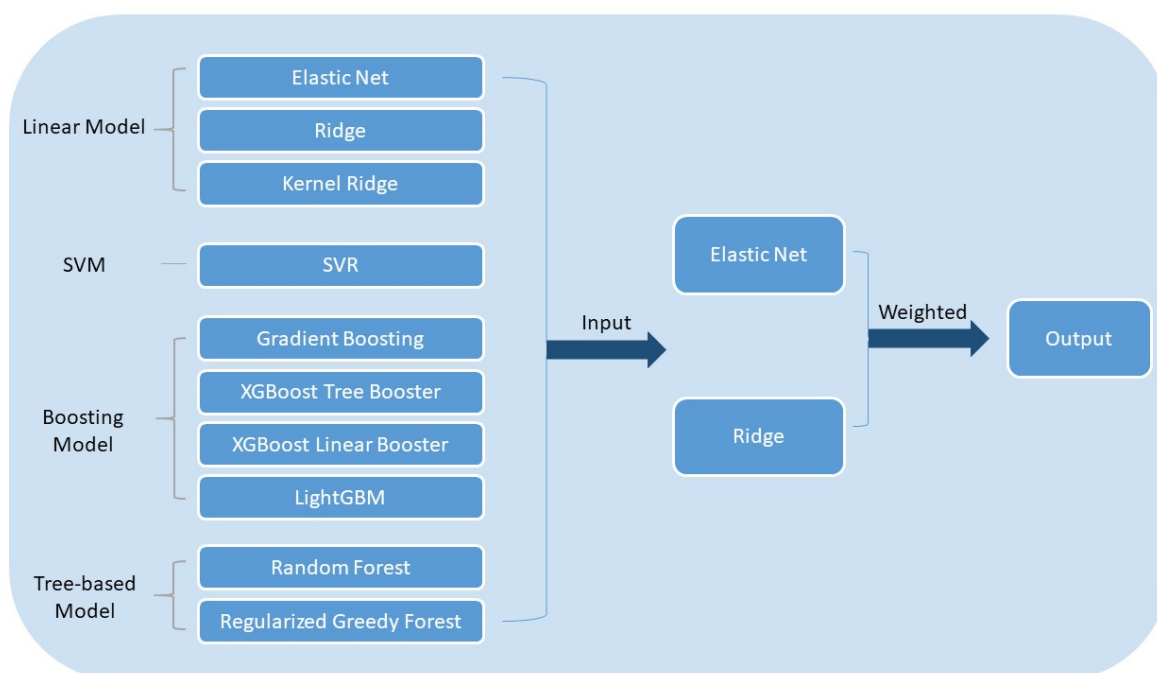 Linear Model
Elastic Net
Ridge
Kernel Ridge
SVM
SVR
Boosting
Model
Gradient Boosting
XGBoost Tree Booster
XGBoost Linear Booster
LightGBM
Tree-based
Model
Random Forest
Regularized Greedy Forest
Input
Elastic Net
Ridge
Weighted
Output